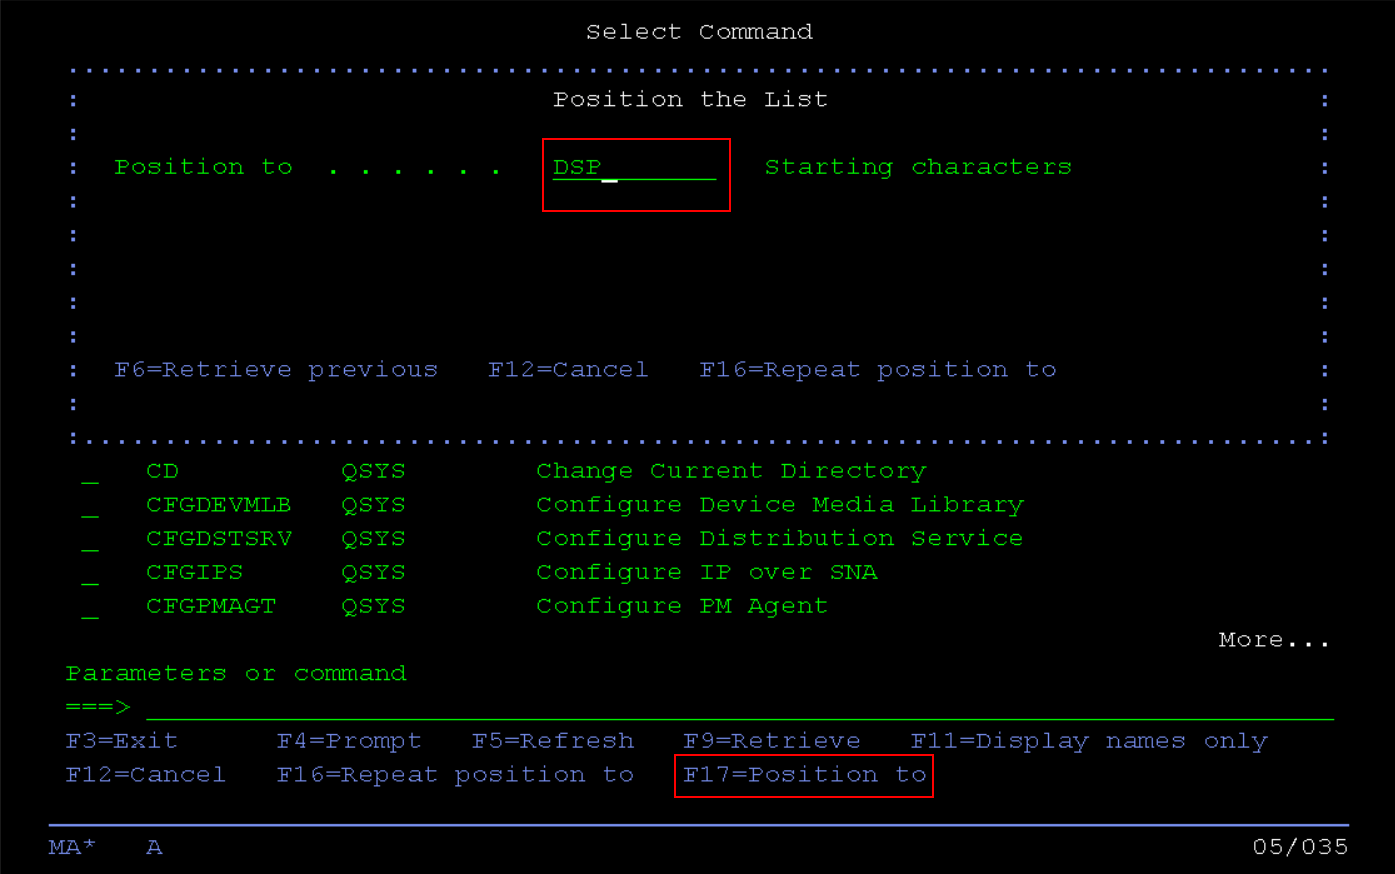 Select Command
................................................................................
: Position the List :
: :
: Position to . . . . . . DSP_ Starting characters :
: :
: :
: :
: :
: :
: F6=Retrieve previous F12=Cancel F16=Repeat position to :
: :
:............................................................................:
_ CD QSYS Change Current Directory
_ CFGDEVMLB QSYS Configure Device Media Library
_ CFGDSTSRV QSYS Configure Distribution Service
_ CFGIPS QSYS Configure IP over SNA
_ CFGPMAGT QSYS Configure PM Agent
More...
Parameters or command
===>
F3=Exit F4=Prompt F5=Refresh F9=Retrieve F11=Display names only
F12=Cancel F16=Repeat position to F17=Position to
MA* A 05/035